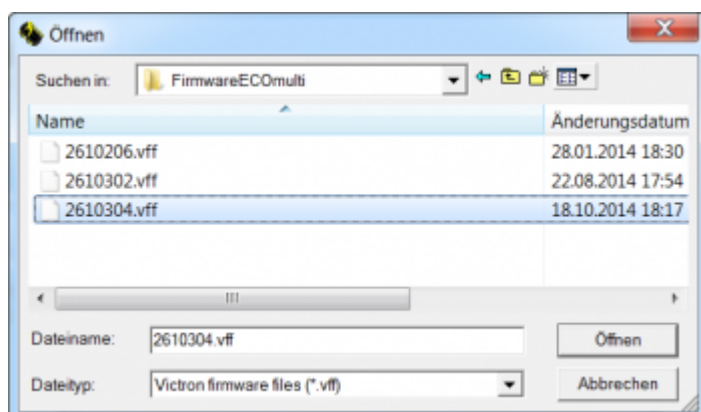 Öffnen
Suchen in: FirmwareECOmulti
Name Änderungsdatum
2610206.vff 28.01.2014 18:30
2610302.vff 22.08.2014 17:54
2610304.vff 18.10.2014 18:17
Dateiname: 2610304.vff Öffnen
Dateityp: Victron firmware files (*.vff) Abbrechen